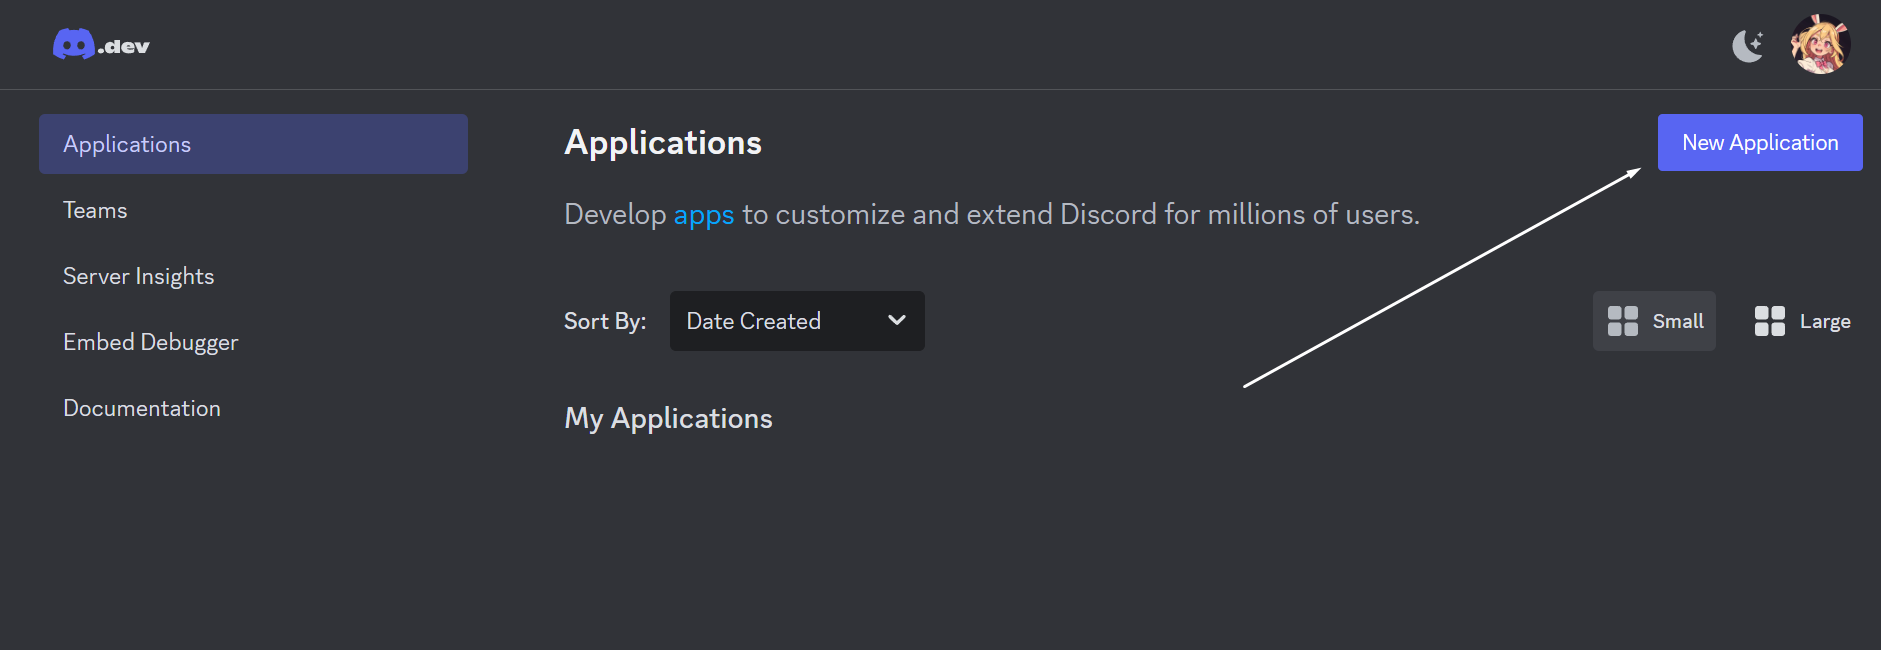 .dev
Applications
Teams
Server Insights
Embed Debugger
Documentation
Applications
New Application
Develop apps to customize and extend Discord for millions of users.
Sort By: Date Created
Small Large
My Applications